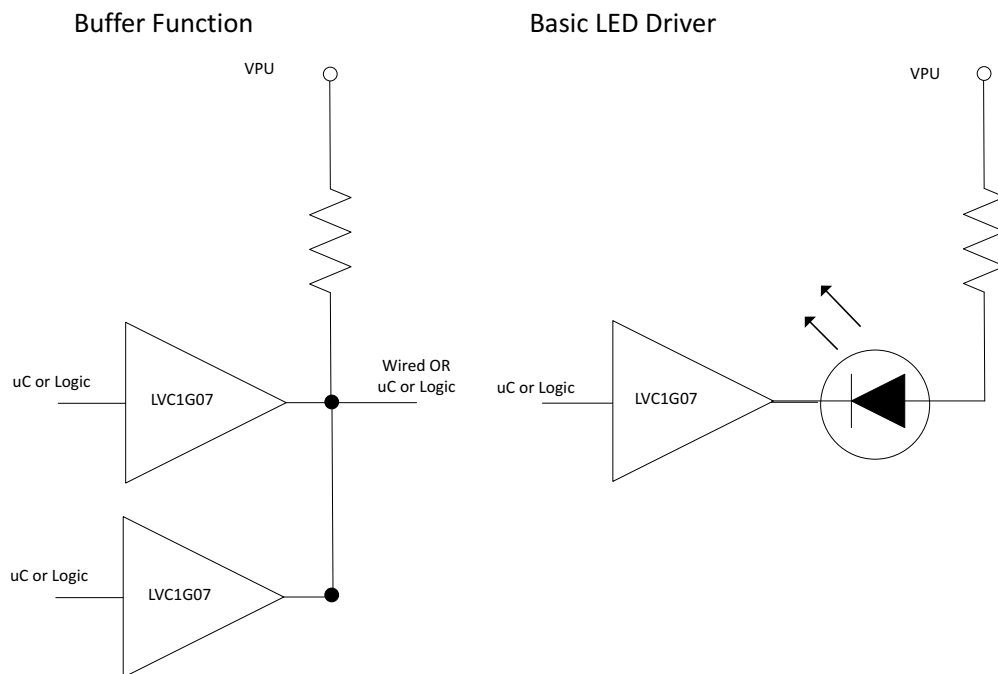 Buffer Function
Basic LED Driver
VPU
VPU
uC or Logic
LVC1G07
Wired OR
uC or Logic
uC or Logic
LVC1G07
uC or Logic
LVC1G07